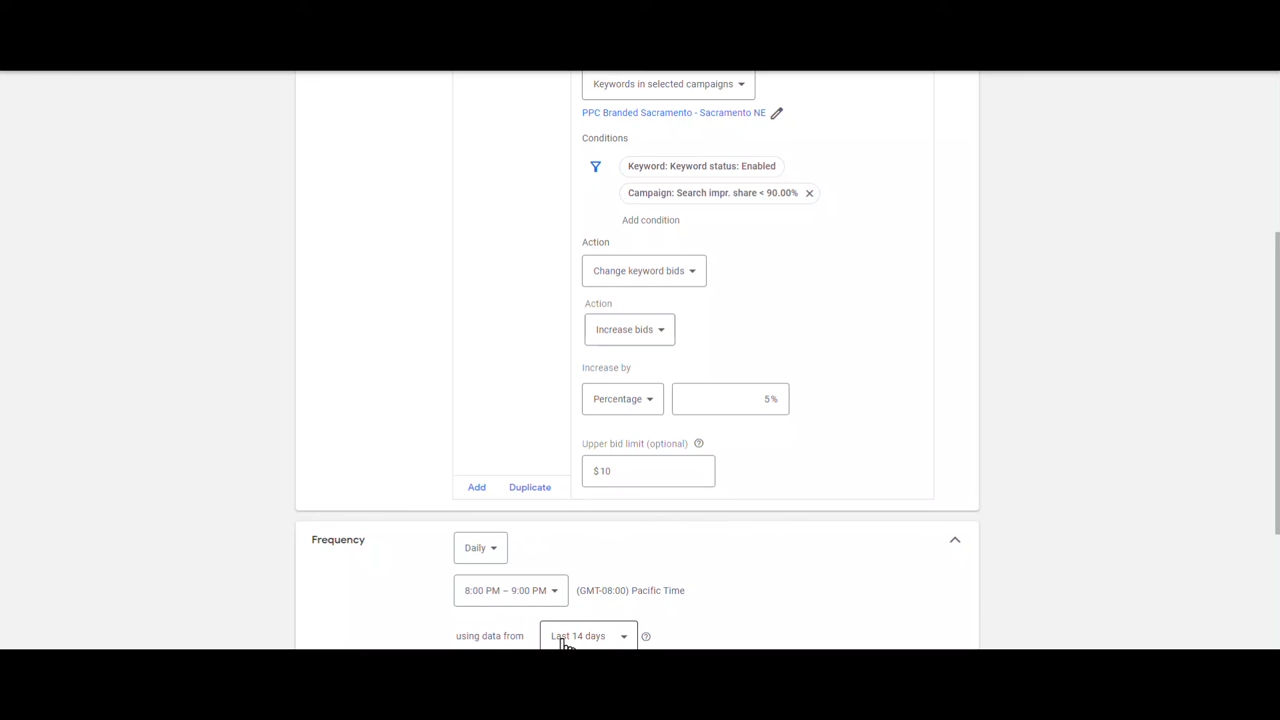 Keywords in selected campaigns
PPC Branded Sacramento - Sacramento NE
Conditions
Keyword: Keyword status: Enabled
Campaign: Search impr. share < 90.00%
Add condition
Action
Change keyword bids
Action
Increase bids
Increase by
Percentage 5%
Upper bid limit (optional)
$10
Add Duplicate
Frequency
Daily
8:00 PM – 9:00 PM (GMT-08:00) Pacific Time
using data from Last 14 days